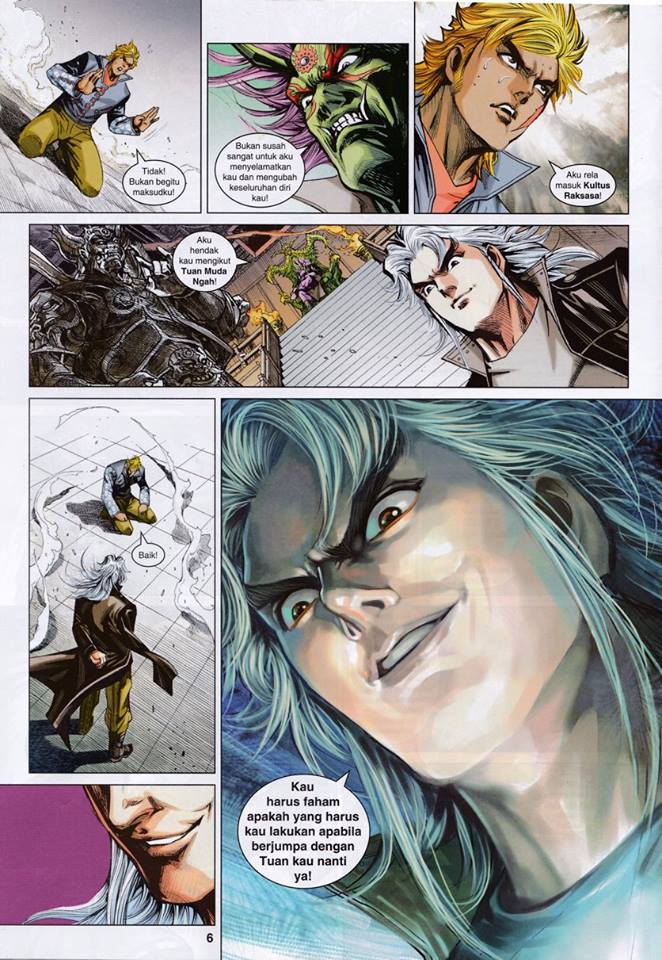 Tidak!
Bukan begitu
maksudku!
Bukan susah
sangat untuk aku
menyelamatkan
kau dan mengubah
keseluruhan diri
kau!
Aku rela
masuk Kultus
Raksasa!
Aku
hendak
kau mengikut
Tuan Muda
Ngah!
Baik!
Kau
harus faham
apakah yang harus
kau lakukan apabila
berjumpa dengan
Tuan kau nanti
ya!
6